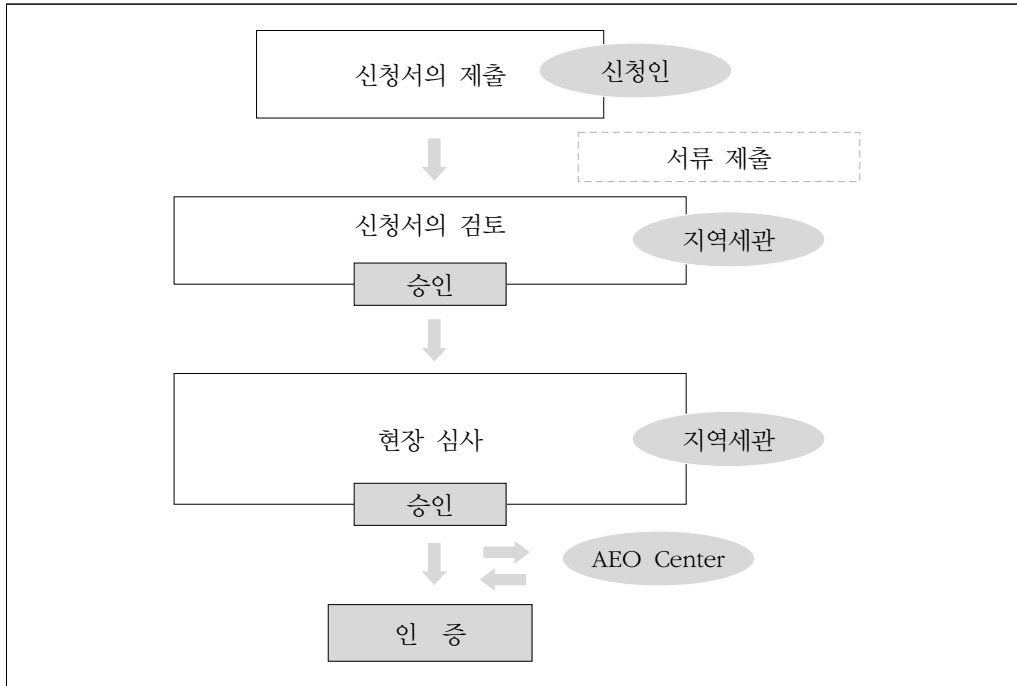 신청서의 제출
신청인
서류 제출
신청서의 검토
지역세관
승인
현장 심사
지역세관
승인
AEO Center
인 증